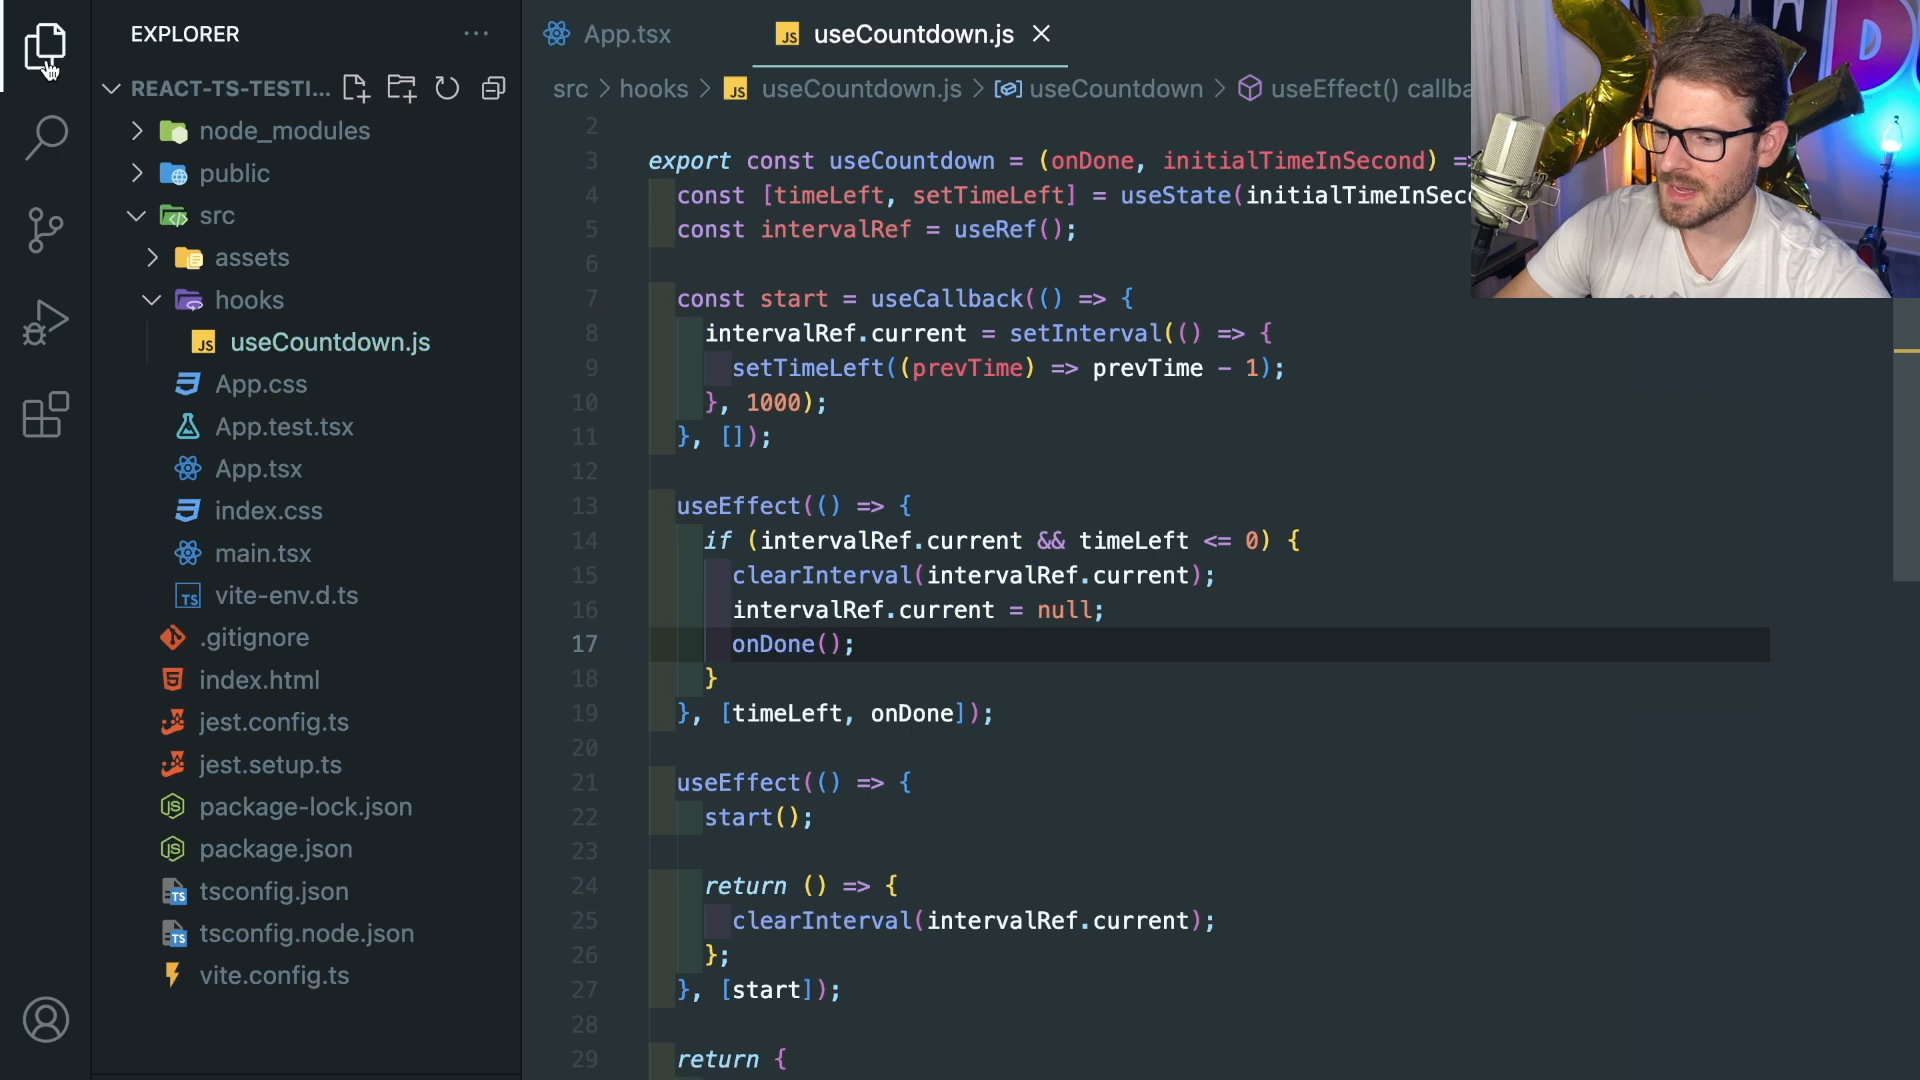 EXPLORER
REACT-TS-TESTI...
node_modules
public
src
assets
hooks
useCountdown.js
App.css
App.test.tsx
App.tsx
index.css
main.tsx
vite-env.d.ts
.gitignore
index.html
jest.config.ts
jest.setup.ts
package-lock.json
package.json
tsconfig.json
tsconfig.node.json
vite.config.ts
App.tsx
JS useCountdown.js
src > hooks > JS useCountdown.js > useCountdown > useEffect() callba
2
3 export const useCountdown = (onDone, initialTimeInSecond) =>
4 const [timeLeft, setTimeLeft] = useState(initialTimeInSeco
5 const intervalRef = useRef();
6
7 const start = useCallback(() => {
8 intervalRef.current = setInterval(() => {
9 setTimeLeft((prevTime) => prevTime - 1);
10 }, 1000);
11 }, []);
12
13 useEffect(() => {
14 if (intervalRef.current && timeLeft <= 0) {
15 clearInterval(intervalRef.current);
16 intervalRef.current = null;
17 onDone();
18 }
19 }, [timeLeft, onDone]);
20
21 useEffect(() => {
22 start();
23
24 return () => {
25 clearInterval(intervalRef.current);
26 };
27 }, [start]);
28
29 return {